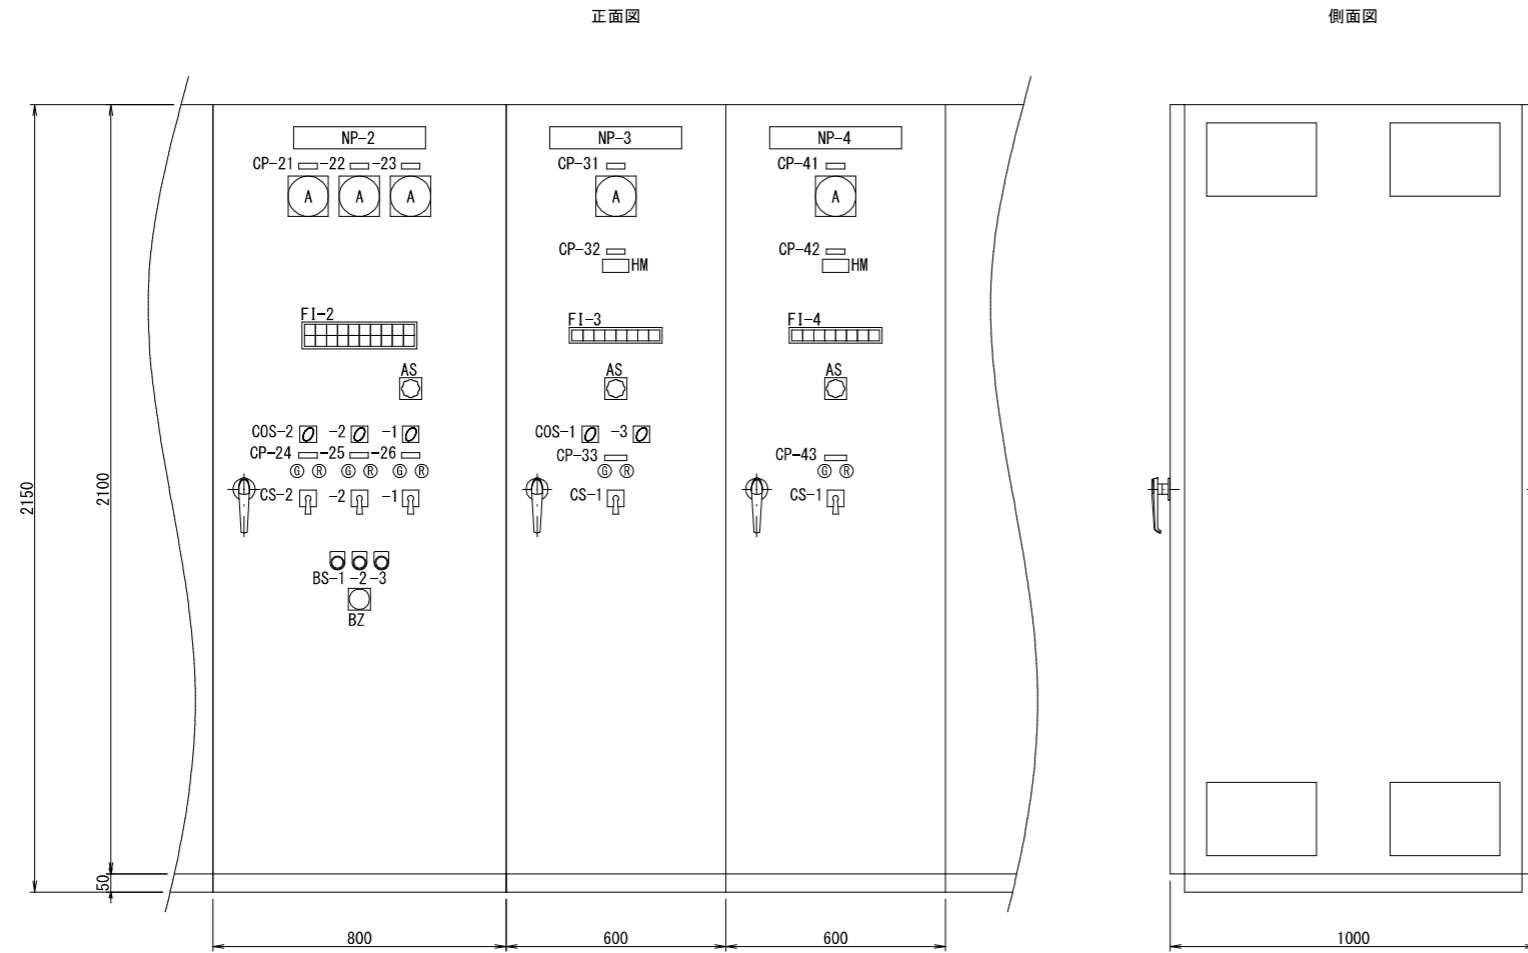 正面図 側面図
NP-2 NP-3 NP-4
CP-21 -22 -23 CP-31 CP-41
A A A A A
CP-32 CP-42
HM HM
FI-2 FI-3 FI-4
AS AS AS
COS-2 -2 -1 COS-1 -3
CP-24 -25 -26 CP-33 CP-43
G R G R G R G R G R
CS-2 -2 -1 CS-1 CS-1
2150 2100
BS-1 -2 -3
BZ
50
800 600 600 1000